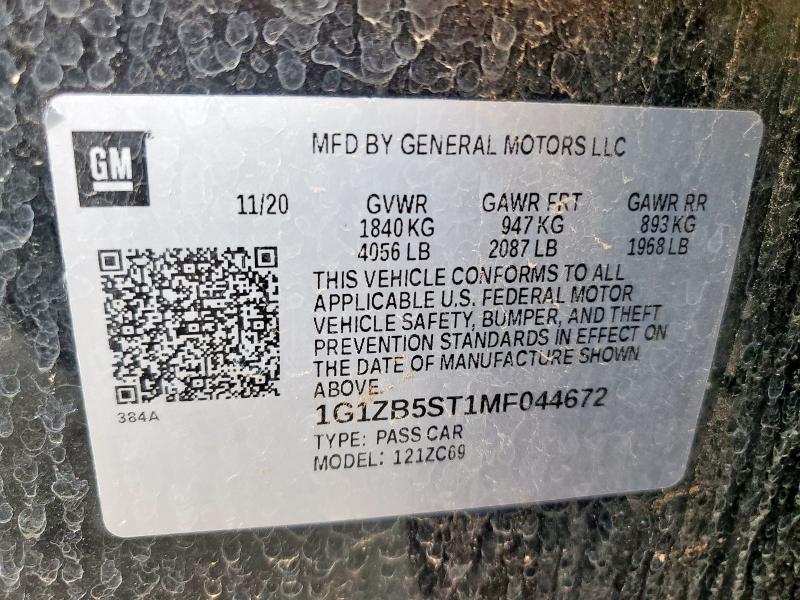 GM
MFD BY GENERAL MOTORS LLC
11/20 GVWR GAWR FRT GAWR RR
1840 KG 947 KG 893 KG
4056 LB 2087 LB 1968 LB
THIS VEHICLE CONFORMS TO ALL
APPLICABLE U.S. FEDERAL MOTOR
VEHICLE SAFETY, BUMPER, AND THEFT
PREVENTION STANDARDS IN EFFECT ON
THE DATE OF MANUFACTURE SHOWN
ABOVE.
1G1ZB5ST1MF044672
384A
TYPE: PASS CAR
MODEL: 121ZC69